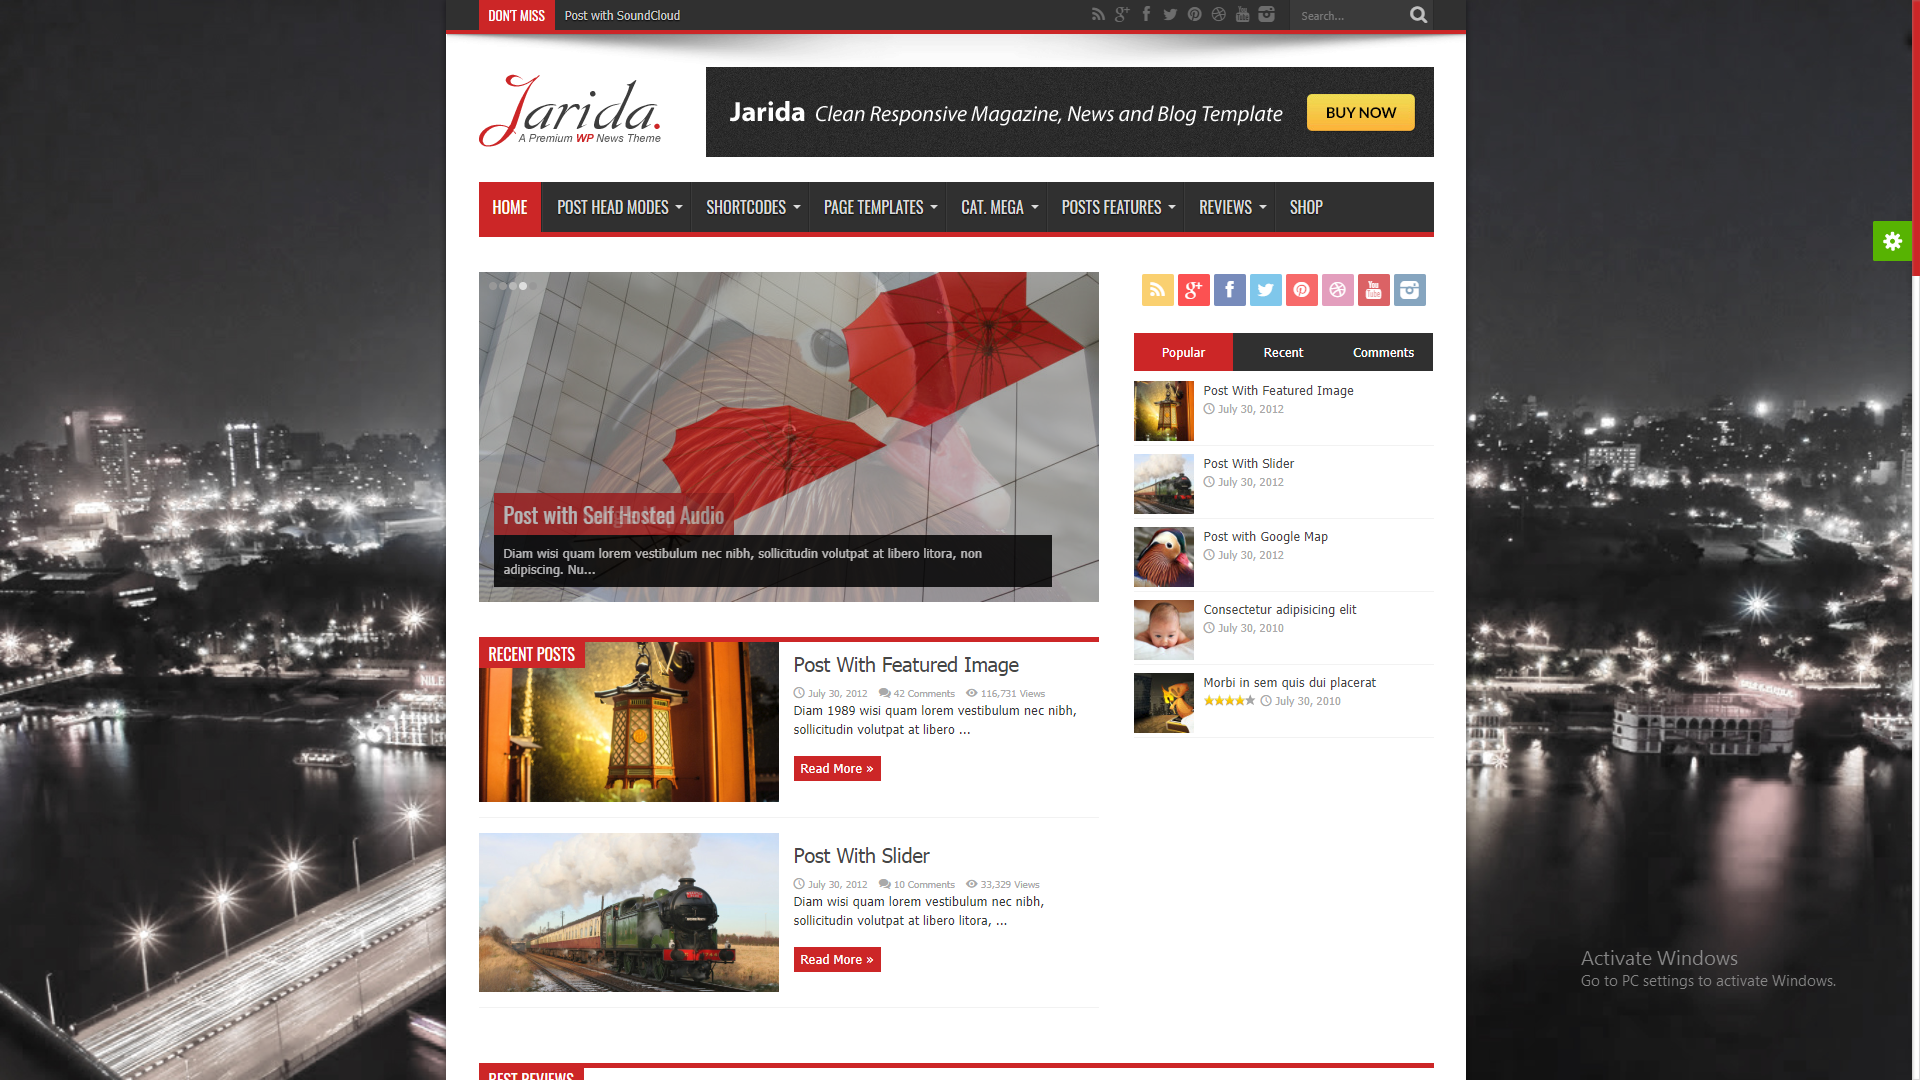 DON'T MISS
Post with SoundCloud
Search...
Jarida.
A Premium WP News Theme
Jarida Clean Responsive Magazine, News and Blog Template
BUY NOW
HOME
POST HEAD MODES
SHORTCODES
PAGE TEMPLATES
CAT. MEGA
POSTS FEATURES
REVIEWS
SHOP
Post with Self Hosted Audio
Diam wisi quam lorem vestibulum nec nibh, sollicitudin volutpat at libero litora, non
adipiscing. Nu...
RECENT POSTS
Post With Featured Image
July 30, 2012 42 Comments 116,731 Views
Diam 1989 wisi quam lorem vestibulum nec nibh,
sollicitudin volutpat at libero ...
Read More »
Post With Slider
July 30, 2012 10 Comments 33,329 Views
Diam wisi quam lorem vestibulum nec nibh,
sollicitudin volutpat at libero litora, ...
Read More »
BEST REVIEWS
You Tube
Popular
Recent
Comments
Post With Featured Image
July 30, 2012
Post With Slider
July 30, 2012
Post with Google Map
July 30, 2012
Consectetur adipisicing elit
July 30, 2010
Morbi in sem quis dui placerat
July 30, 2010
NILE
Activate Windows
Go to PC settings to activate Windows.